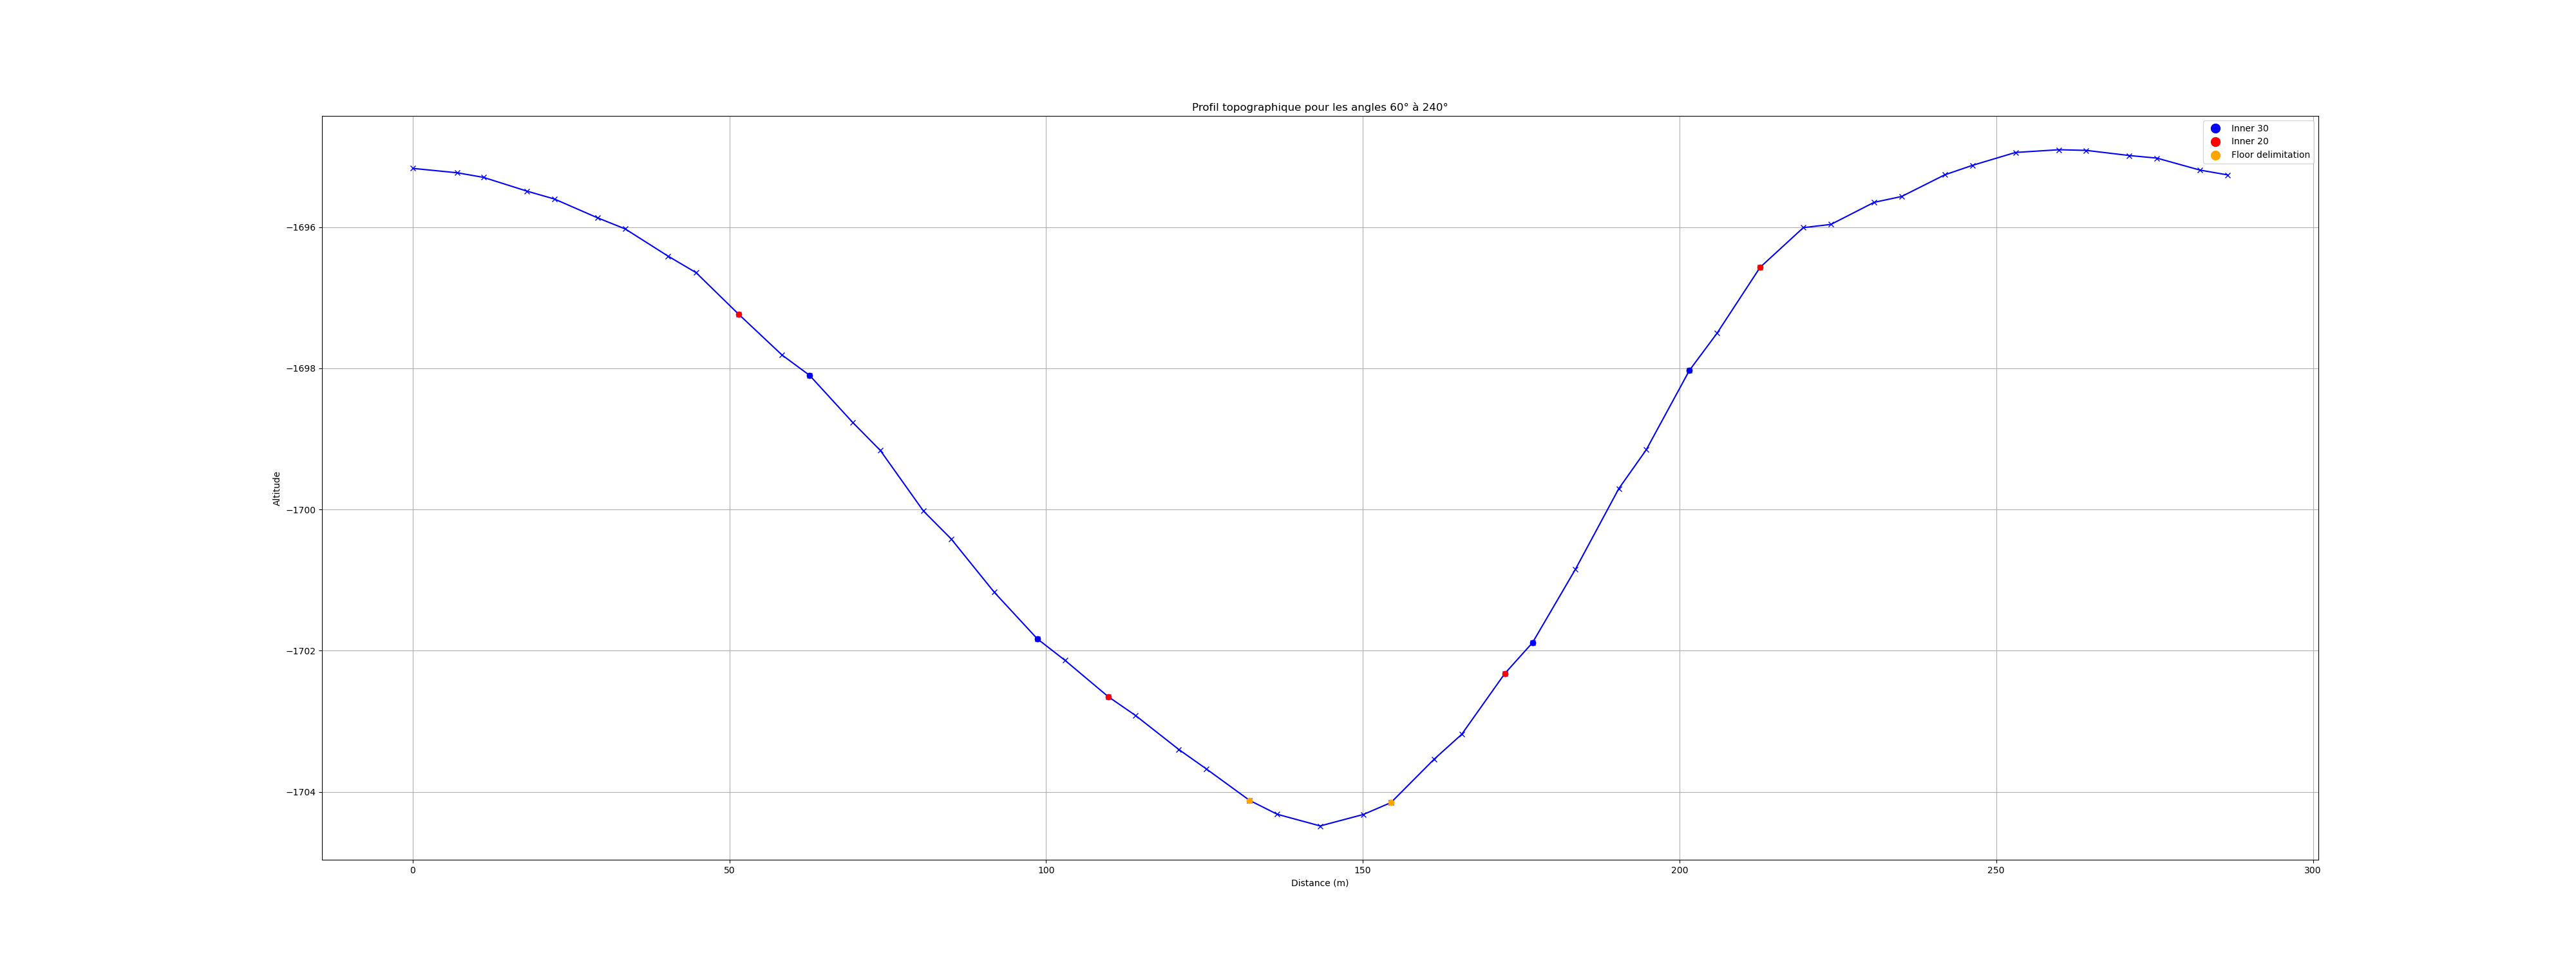 Profil topographique pour les angles 60° à 240°
Inner 30
Inner 20
Floor delimitation
Altitude
−1696
−1698
−1700
−1702
−1704
0 50 100 150 200 250 300
Distance (m)